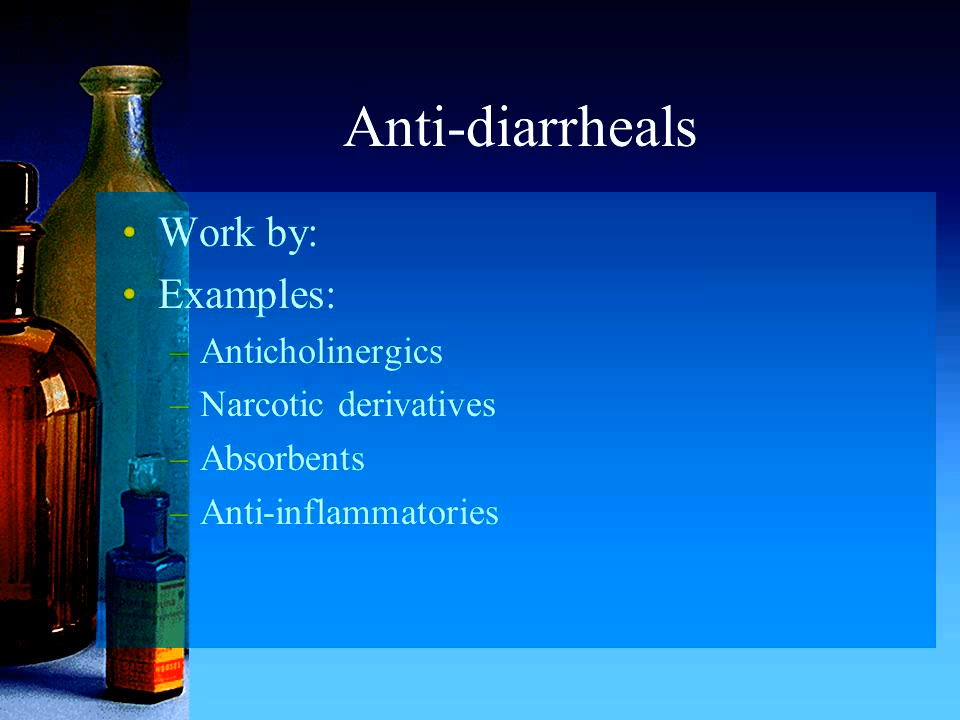 Anti-diarrheals
• Work by:
• Examples:
– Anticholinergics
– Narcotic derivatives
– Absorbents
– Anti-inflammatories